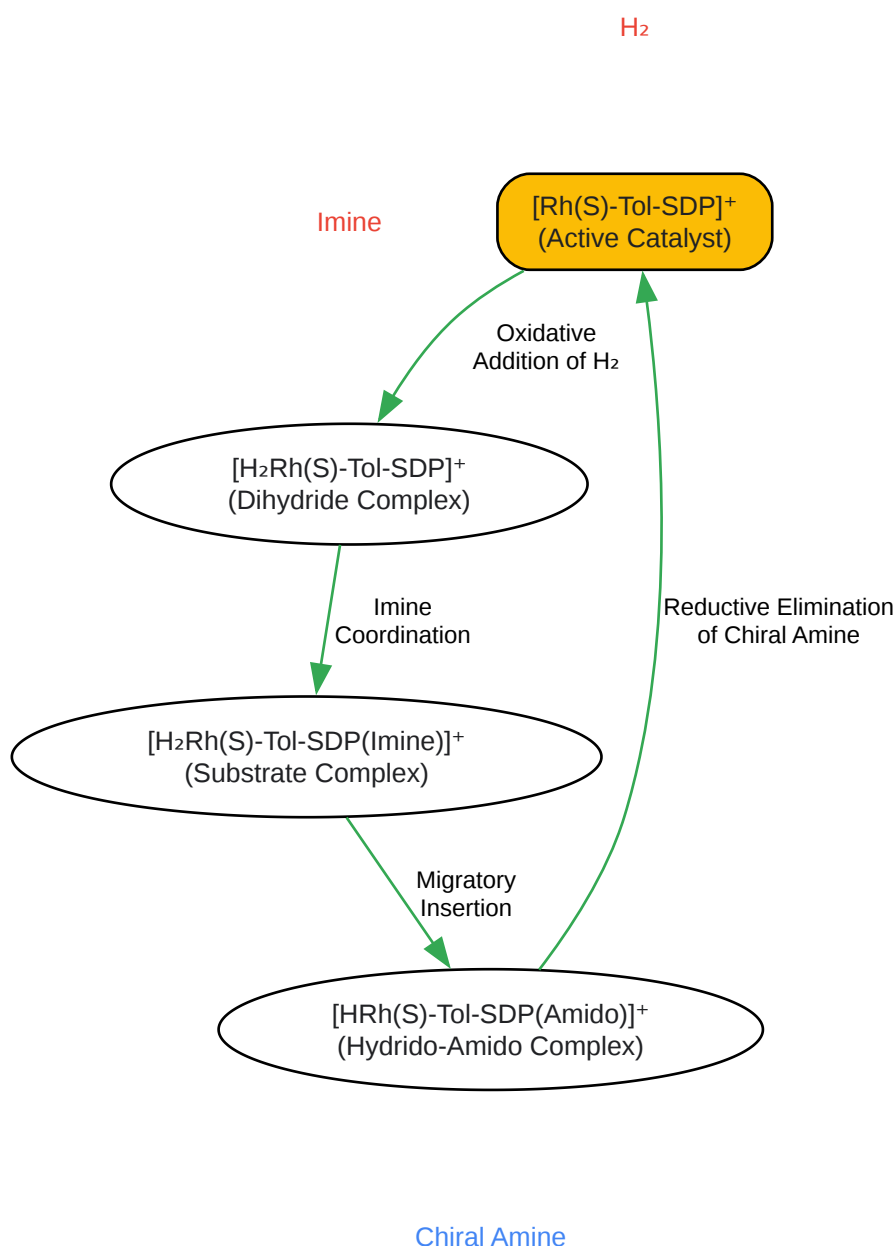 H₂
Imine
[Rh(S)-Tol-SDP]⁺
(Active Catalyst)
Oxidative
Addition of H₂
[H₂Rh(S)-Tol-SDP]⁺
(Dihydride Complex)
Imine
Coordination
Reductive Elimination
of Chiral Amine
[H₂Rh(S)-Tol-SDP(Imine)]⁺
(Substrate Complex)
Migratory
Insertion
[HRh(S)-Tol-SDP(Amido)]⁺
(Hydrido-Amido Complex)
Chiral Amine